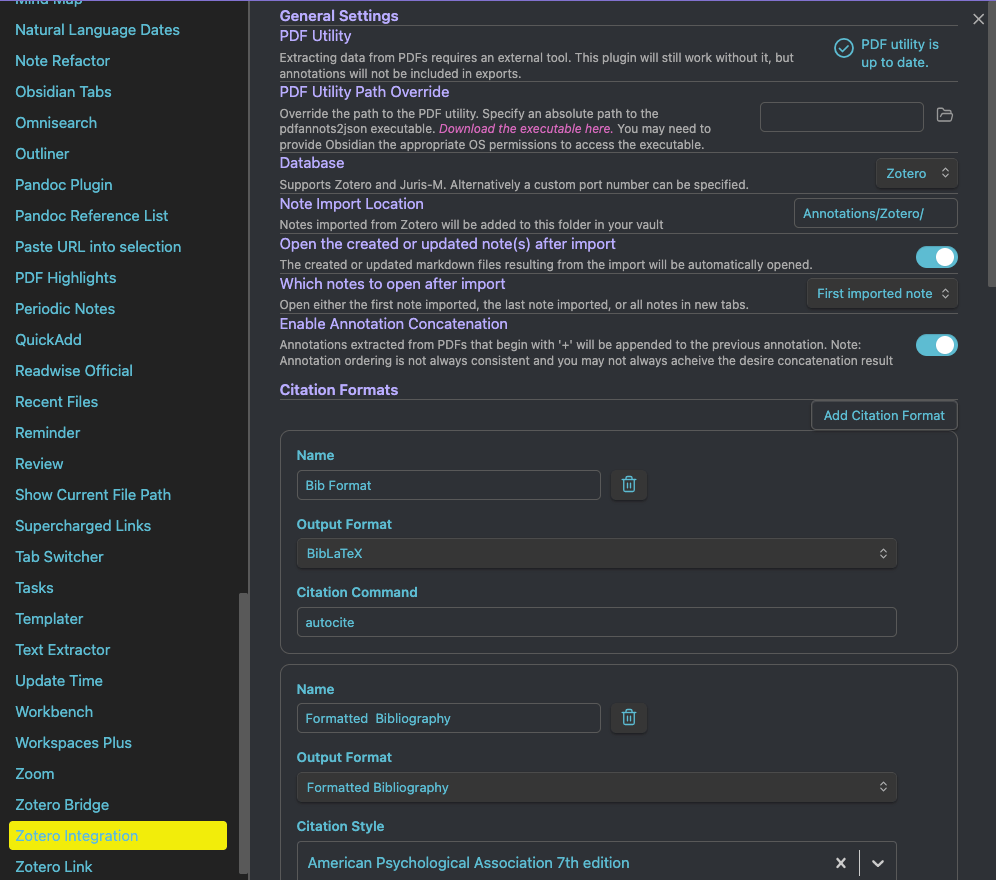 Mind Map
Natural Language Dates
Note Refactor
Obsidian Tabs
Omnisearch
Outliner
Pandoc Plugin
Pandoc Reference List
Paste URL into selection
PDF Highlights
Periodic Notes
QuickAdd
Readwise Official
Recent Files
Reminder
Review
Show Current File Path
Supercharged Links
Tab Switcher
Tasks
Templater
Text Extractor
Update Time
Workbench
Workspaces Plus
Zoom
Zotero Bridge
Zotero Integration
Zotero Link
General Settings
PDF Utility
Extracting data from PDFs requires an external tool. This plugin will still work without it, but
annotations will not be included in exports.
PDF utility is
up to date.
PDF Utility Path Override
Override the path to the PDF utility. Specify an absolute path to the
pdfannots2json executable. Download the executable here. You may need to
provide Obsidian the appropriate OS permissions to access the executable.
Database
Supports Zotero and Juris-M. Alternatively a custom port number can be specified.
Zotero
Note Import Location
Notes imported from Zotero will be added to this folder in your vault
Annotations/Zotero/
Open the created or updated note(s) after import
The created or updated markdown files resulting from the import will be automatically opened.
Which notes to open after import
Open either the first note imported, the last note imported, or all notes in new tabs.
First imported note
Enable Annotation Concatenation
Annotations extracted from PDFs that begin with '+' will be appended to the previous annotation. Note:
Annotation ordering is not always consistent and you may not always acheive the desire concatenation result
Citation Formats
Add Citation Format
Name
Bib Format
Output Format
BibLaTeX
Citation Command
autocite
Name
Formatted  Bibliography
Output Format
Formatted Bibliography
Citation Style
American Psychological Association 7th edition